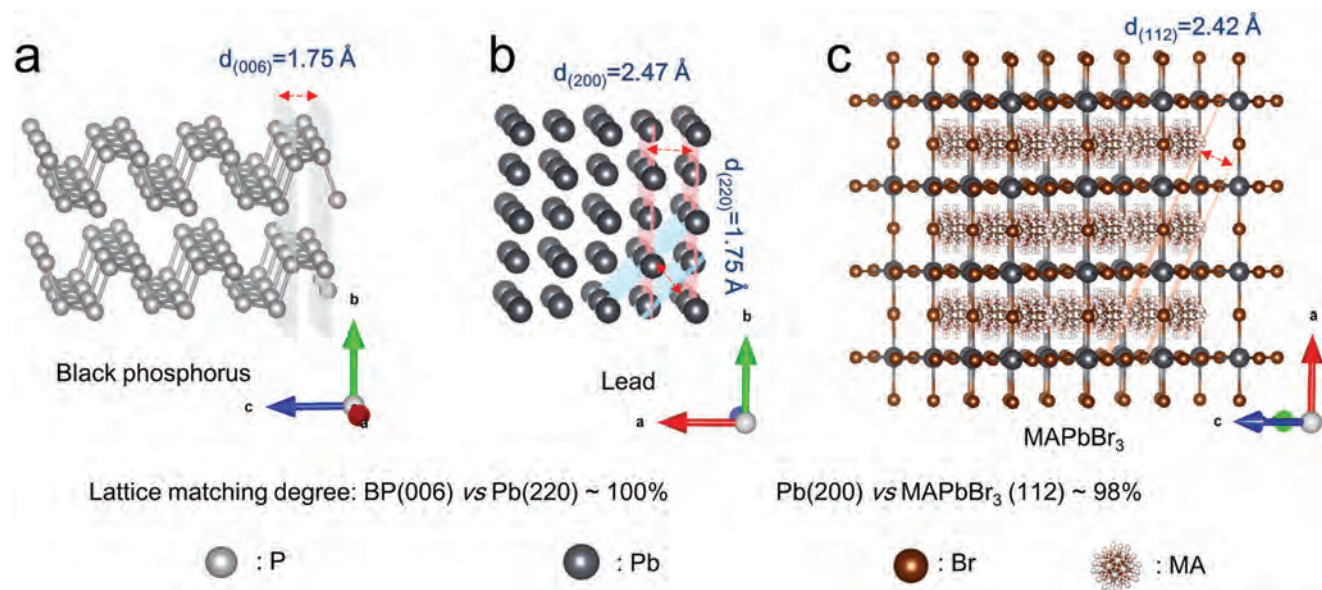 a
d(006)=1.75 Å
b
c
a
Black phosphorus
b
d(200)=2.47 Å
d(220)=1.75 Å
b
a
Lead
c
d(112)=2.42 Å
a
c
MAPbBr3
Lattice matching degree: BP(006) vs Pb(220) ~ 100%
Pb(200) vs MAPbBr3 (112) ~ 98%
: P
: Pb
: Br
: MA